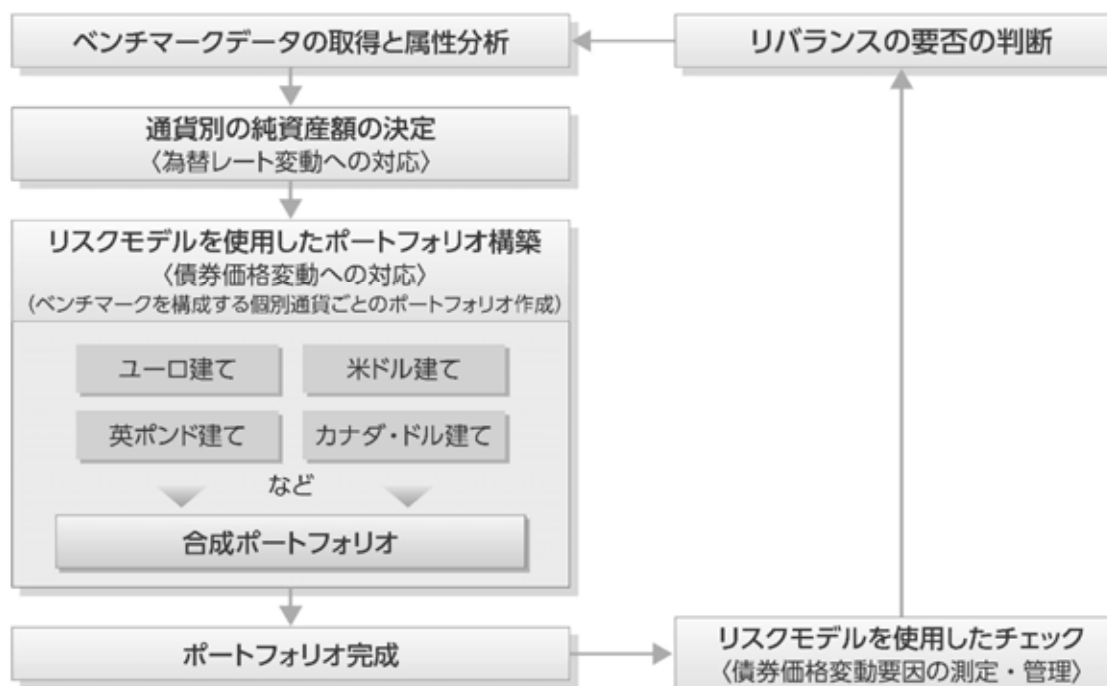 ベンチマークデータの取得と属性分析
リバランスの要否の判断
通貨別の純資産額の決定
〈為替レート変動への対応〉
リスクモデルを使用したポートフォリオ構築
〈債券価格変動への対応〉
(ベンチマークを構成する個別通貨ごとのポートフォリオ作成)
ユーロ建て
米ドル建て
英ポンド建て
カナダ・ドル建て
など
合成ポートフォリオ
ポートフォリオ完成
リスクモデルを使用したチェック
〈債券価格変動要因の測定・管理〉